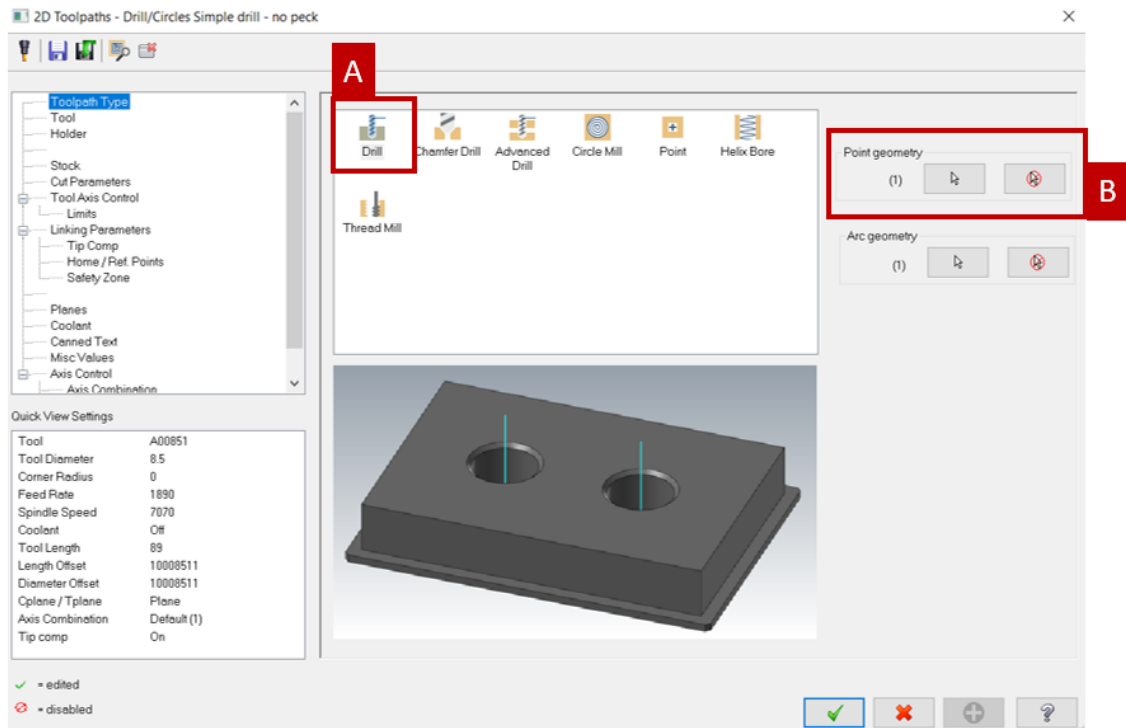 2D Toolpaths - Drill/Circles Simple drill - no peck
A
Toolpath Type
Tool
Holder
Stock
Cut Parameters
Tool Axis Control
Limits
Linking Parameters
Tip Comp
Home / Ref. Points
Safety Zone
Planes
Coolant
Canned Text
Misc Values
Axis Control
Axis Combination
Drill
Chamfer Drill
Advanced
Drill
Circle Mill
Point
Helix Bore
Thread Mill
Point geometry
(1)
B
Arc geometry
(1)
Quick View Settings
Tool A00851
Tool Diameter 8.5
Corner Radius 0
Feed Rate 1890
Spindle Speed 7070
Coolant Off
Tool Length 89
Length Offset 10008511
Diameter Offset 10008511
Cplane / Tplane Plane
Axis Combination Default (1)
Tip comp On
= edited
= disabled